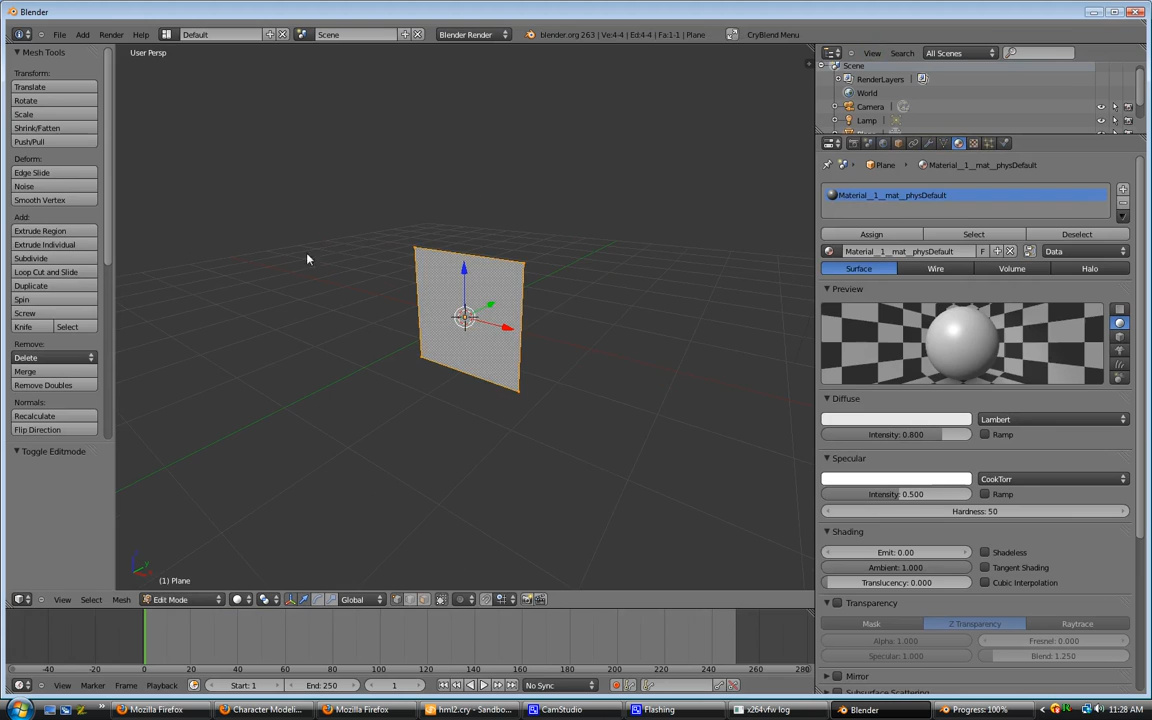 Blender
File Add Render Help Default Scene Blender Render blender.org 263 | Ve:4-4 | Ed:4-4 | Fa:1-1 | Plane CryBlend Menu
Mesh Tools
Transform:
Translate
Rotate
Scale
Shrink/Fatten
Push/Pull
Deform:
Edge Slide
Noise
Smooth Vertex
Add:
Extrude Region
Extrude Individual
Subdivide
Loop Cut and Slide
Duplicate
Spin
Screw
Knife Select
Remove:
Delete
Merge
Remove Doubles
Normals:
Recalculate
Flip Direction
Toggle Editmode
User Persp
(1) Plane
View Select Mesh Edit Mode Global
-40 -20 0 20 40 60 80 100 120 140 160 180 200 220 240 260 280
View Marker Frame Playback Start: 1 End: 250 1 No Sync
View Search All Scenes
Scene
RenderLayers
World
Camera
Lamp
Plane Material__1__mat__physDefault
Material__1__mat__physDefault
Assign Select Deselect
Material__1__mat__physDefault F Data
Surface Wire Volume Halo
Preview
Diffuse
Lambert
Intensity: 0.800 Ramp
Specular
CookTorr
Intensity: 0.500 Ramp
Hardness: 50
Shading
Emit: 0.00 Shadeless
Ambient: 1.000 Tangent Shading
Translucency: 0.000 Cubic Interpolation
Transparency
Mask Z Transparency Raytrace
Alpha: 1.000 Fresnel: 0.000
Specular: 1.000 Blend: 1.250
Mirror
Subsurface Scattering
Start Mozilla Firefox Character Modeli... Mozilla Firefox hml2.cry - Sandbo... CamStudio Flashing x264vfw log Blender Progress: 100% 11:28 AM